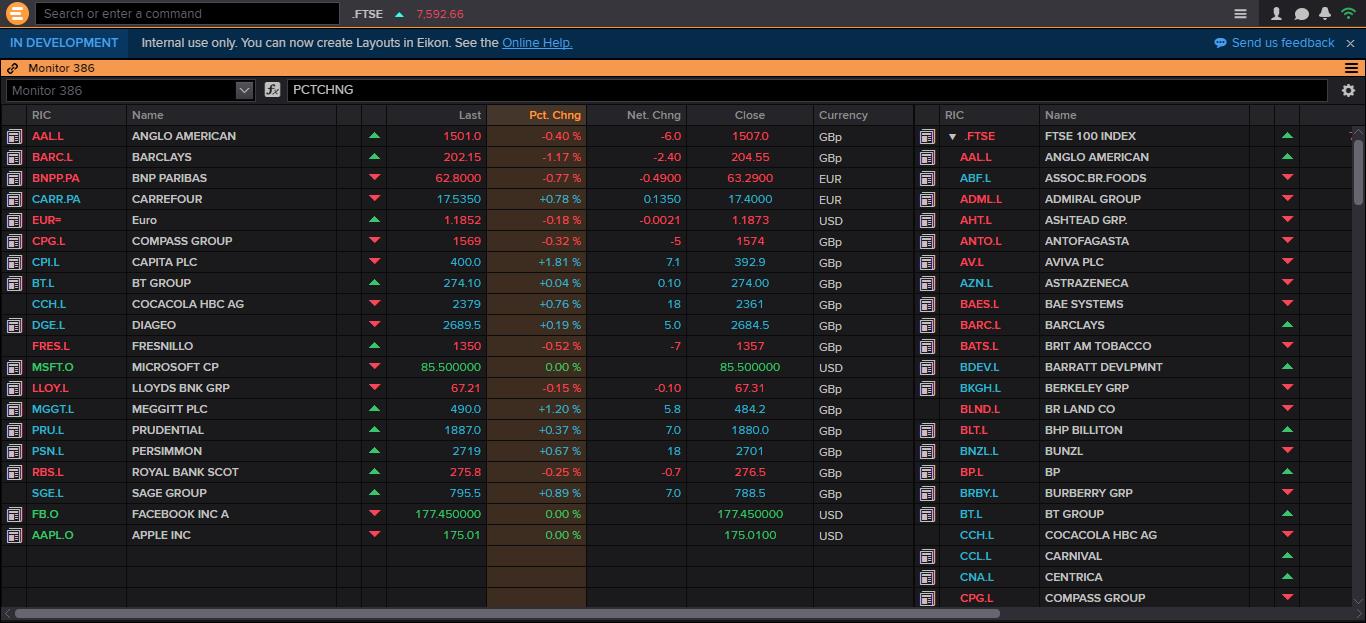 Search or enter a command .FTSE 7,592.66
IN DEVELOPMENT Internal use only. You can now create Layouts in Eikon. See the Online Help. Send us feedback
Monitor 386
Monitor 386 fx PCTCHNG
RIC Name Last Pct. Chng Net. Chng Close Currency RIC Name
AAL.L ANGLO AMERICAN 1501.0 -0.40 % -6.0 1507.0 GBp .FTSE FTSE 100 INDEX
BARC.L BARCLAYS 202.15 -1.17 % -2.40 204.55 GBp AAL.L ANGLO AMERICAN
BNPP.PA BNP PARIBAS 62.8000 -0.77 % -0.4900 63.2900 EUR ABF.L ASSOC.BR.FOODS
CARR.PA CARREFOUR 17.5350 +0.78 % 0.1350 17.4000 EUR ADML.L ADMIRAL GROUP
EUR= Euro 1.1852 -0.18 % -0.0021 1.1873 USD AHT.L ASHTEAD GRP.
CPG.L COMPASS GROUP 1569 -0.32 % -5 1574 GBp ANTO.L ANTOFAGASTA
CPI.L CAPITA PLC 400.0 +1.81 % 7.1 392.9 GBp AV.L AVIVA PLC
BT.L BT GROUP 274.10 +0.04 % 0.10 274.00 GBp AZN.L ASTRAZENECA
CCH.L COCACOLA HBC AG 2379 +0.76 % 18 2361 GBp BAES.L BAE SYSTEMS
DGE.L DIAGEO 2689.5 +0.19 % 5.0 2684.5 GBp BARC.L BARCLAYS
FRES.L FRESNILLO 1350 -0.52 % -7 1357 GBp BATS.L BRIT AM TOBACCO
MSFT.O MICROSOFT CP 85.500000 0.00 % 85.500000 USD BDEV.L BARRATT DEVLPMNT
LLOY.L LLOYDS BNK GRP 67.21 -0.15 % -0.10 67.31 GBp BKGH.L BERKELEY GRP
MGGT.L MEGGITT PLC 490.0 +1.20 % 5.8 484.2 GBp BLND.L BR LAND CO
PRU.L PRUDENTIAL 1887.0 +0.37 % 7.0 1880.0 GBp BLT.L BHP BILLITON
PSN.L PERSIMMON 2719 +0.67 % 18 2701 GBp BNZL.L BUNZL
RBS.L ROYAL BANK SCOT 275.8 -0.25 % -0.7 276.5 GBp BP.L BP
SGE.L SAGE GROUP 795.5 +0.89 % 7.0 788.5 GBp BRBY.L BURBERRY GRP
FB.O FACEBOOK INC A 177.450000 0.00 % 177.450000 USD BT.L BT GROUP
AAPL.O APPLE INC 175.01 0.00 % 175.0100 USD CCH.L COCACOLA HBC AG
CCL.L CARNIVAL
CNA.L CENTRICA
CPG.L COMPASS GROUP